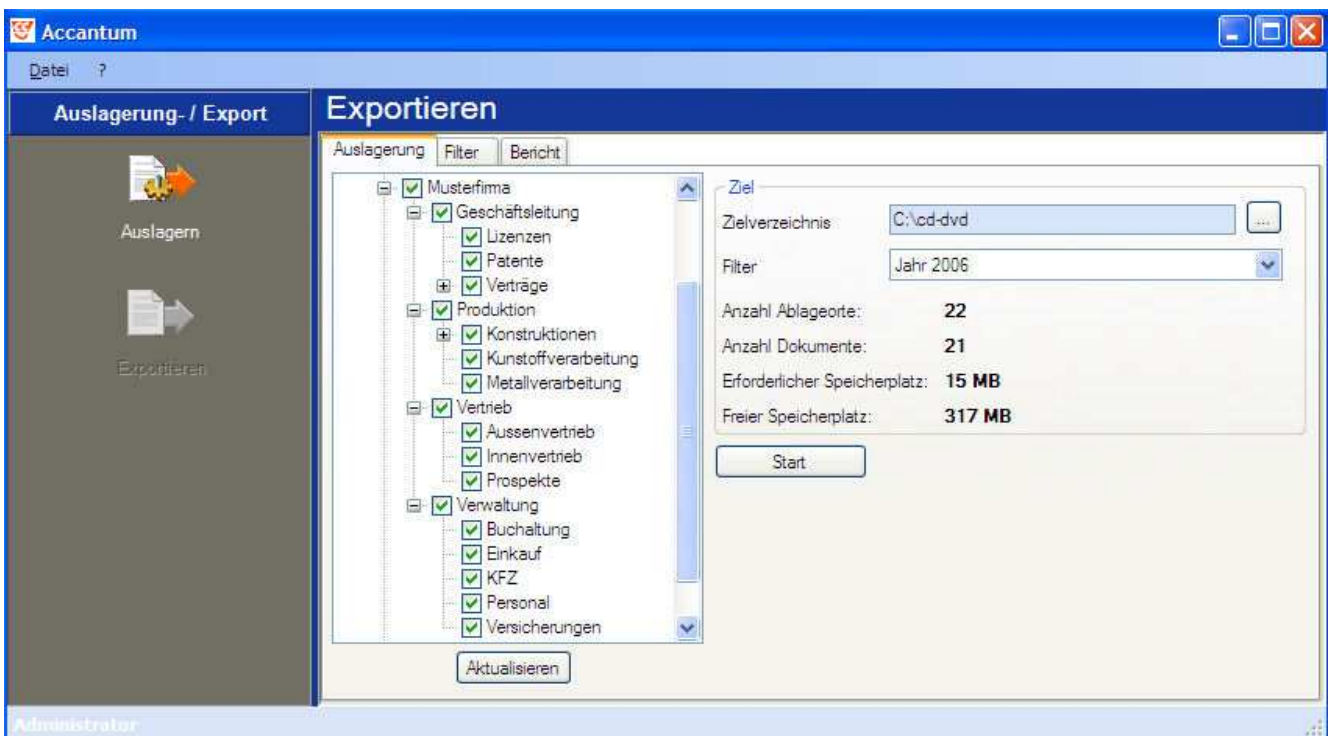 Accantum
Datei ?
Auslagerung- / Export
Auslagern
Exportieren
Exportieren
Auslagerung Filter Bericht
Musterfirma
Geschäftsleitung
Lizenzen
Patente
Verträge
Produktion
Konstruktionen
Kunstoffverarbeitung
Metallverarbeitung
Vertrieb
Aussenvertrieb
Innenvertrieb
Prospekte
Verwaltung
Buchaltung
Einkauf
KFZ
Personal
Versicherungen
Aktualisieren
Ziel
Zielverzeichnis C:\cd-dvd ...
Filter Jahr 2006
Anzahl Ablageorte: 22
Anzahl Dokumente: 21
Erforderlicher Speicherplatz: 15 MB
Freier Speicherplatz: 317 MB
Start
Administrator